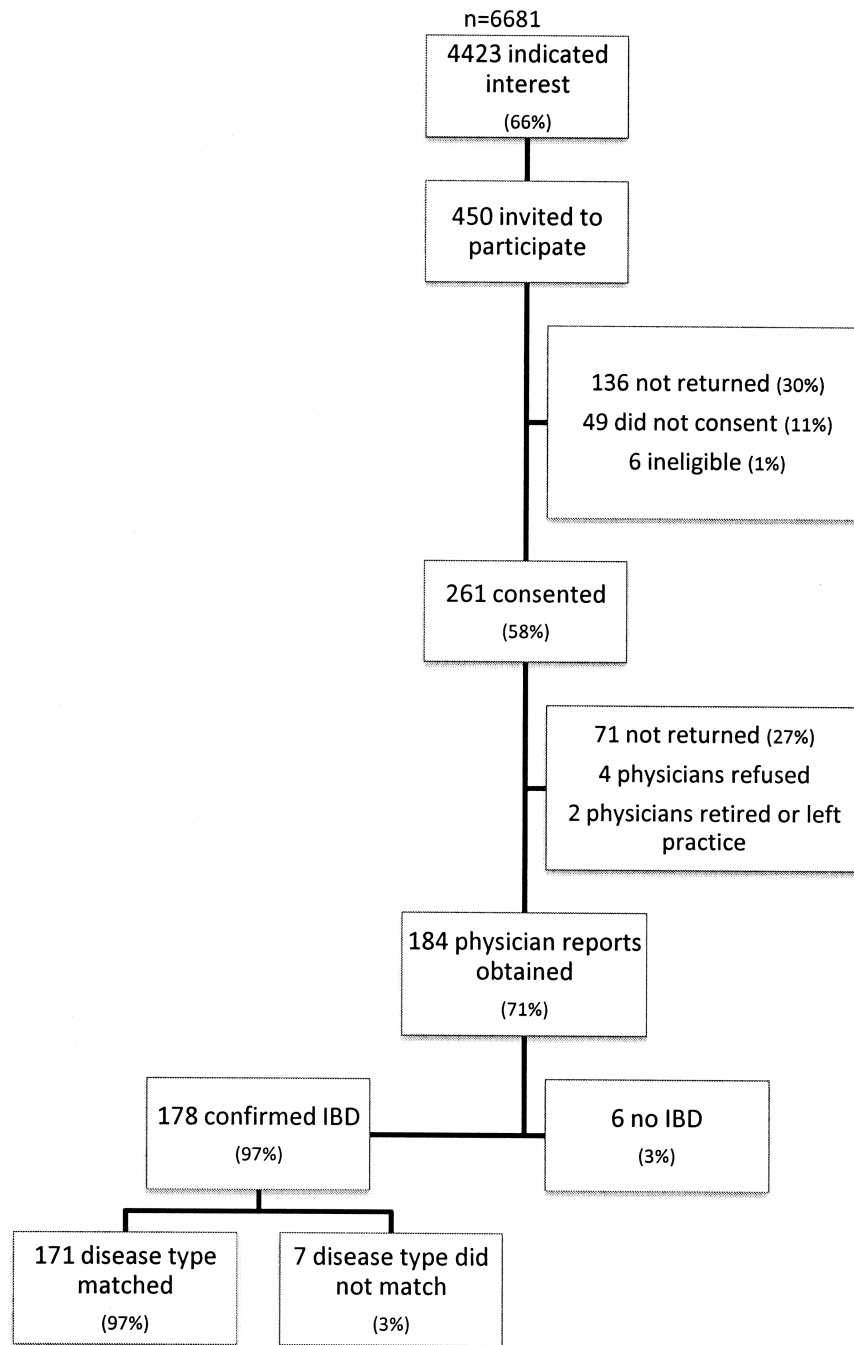 n=6681
4423 indicated
interest
(66%)
450 invited to
participate
136 not returned (30%)
49 did not consent (11%)
6 ineligible (1%)
261 consented
(58%)
71 not returned (27%)
4 physicians refused
2 physicians retired or left
practice
184 physician reports
obtained
(71%)
178 confirmed IBD
(97%)
6 no IBD
(3%)
171 disease type
matched
(97%)
7 disease type did
not match
(3%)